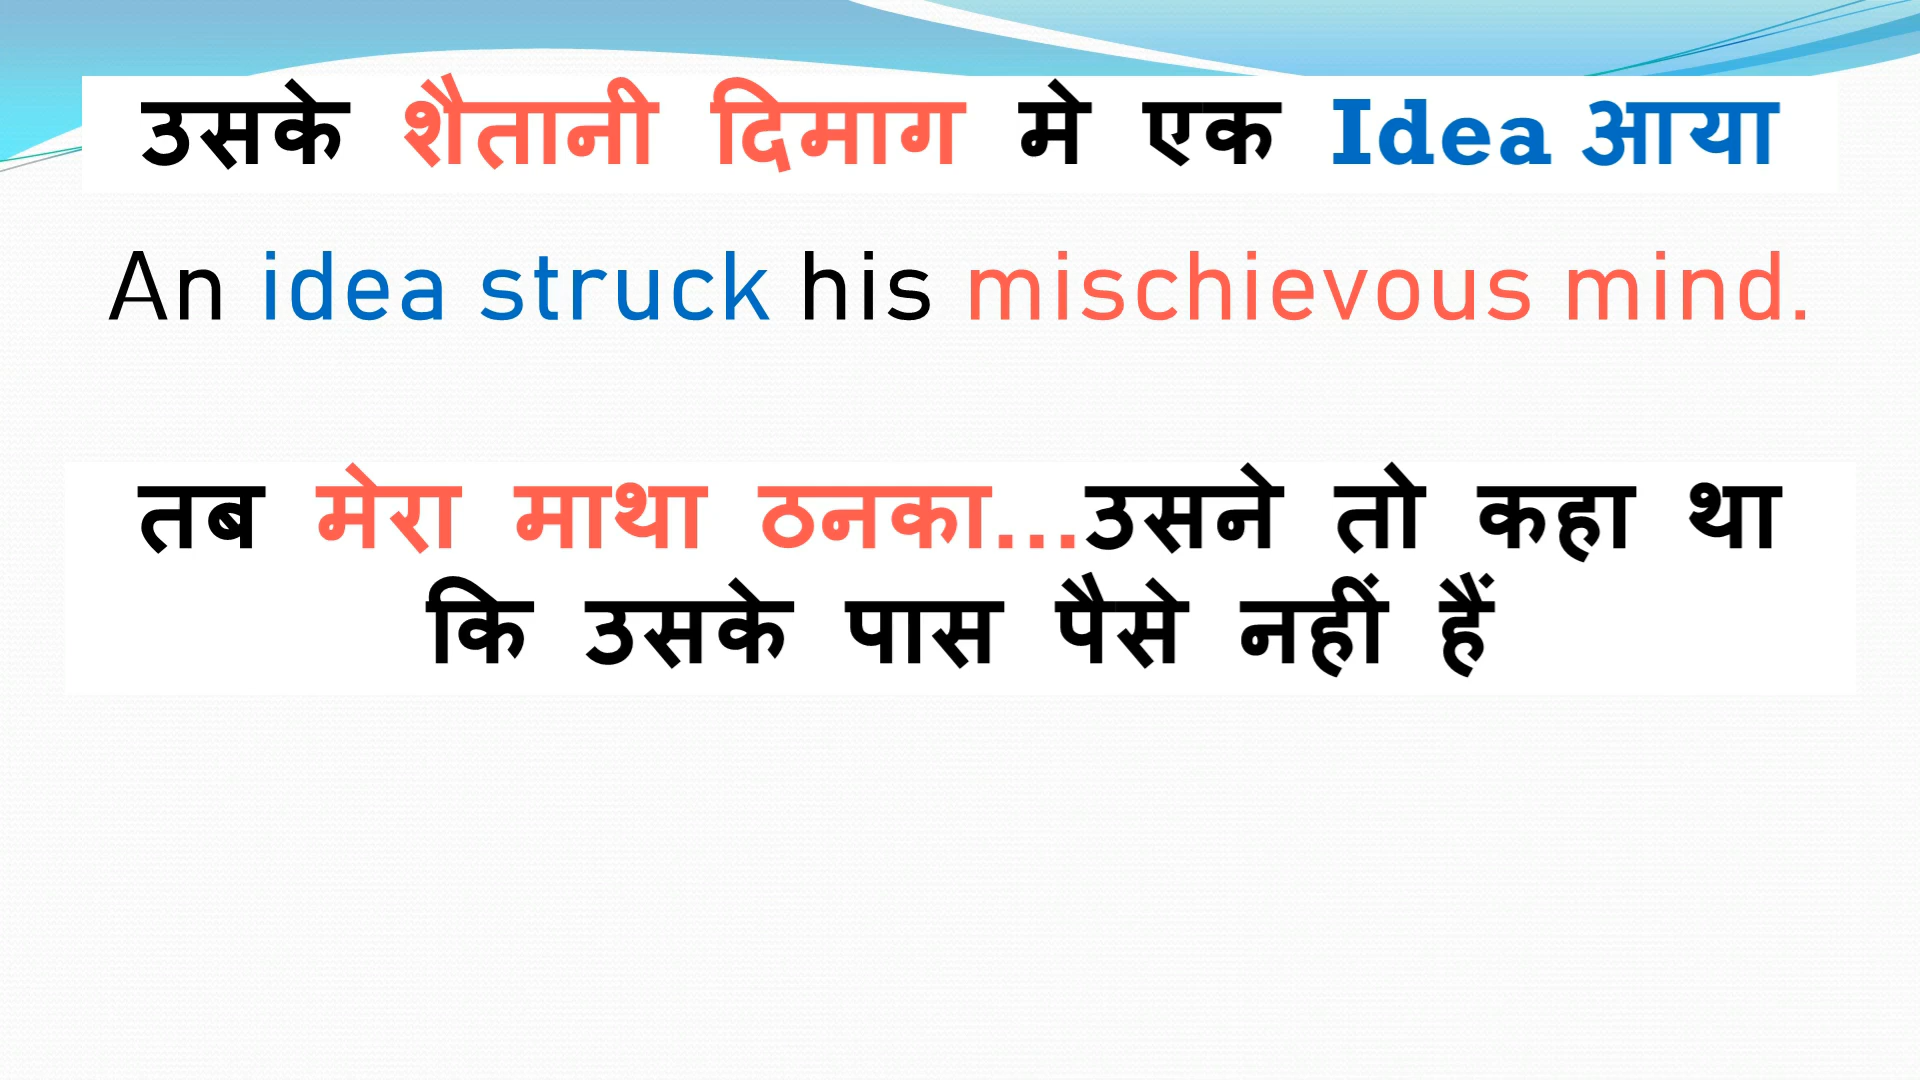 उसके शैतानी दिमाग मे एक Idea आया
An idea struck his mischievous mind.
तब मेरा माथा ठनका...उसने तो कहा था
कि उसके पास पैसे नहीं हैं